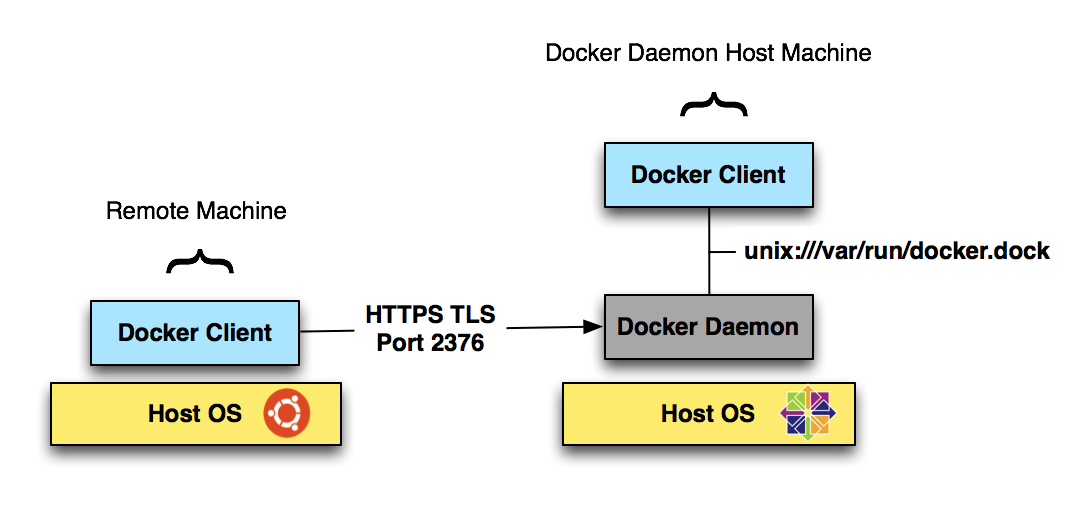 Docker Daemon Host Machine
Docker Client
Remote Machine
unix:///var/run/docker.dock
Docker Client
HTTPS TLS
Port 2376
Docker Daemon
Host OS
Host OS